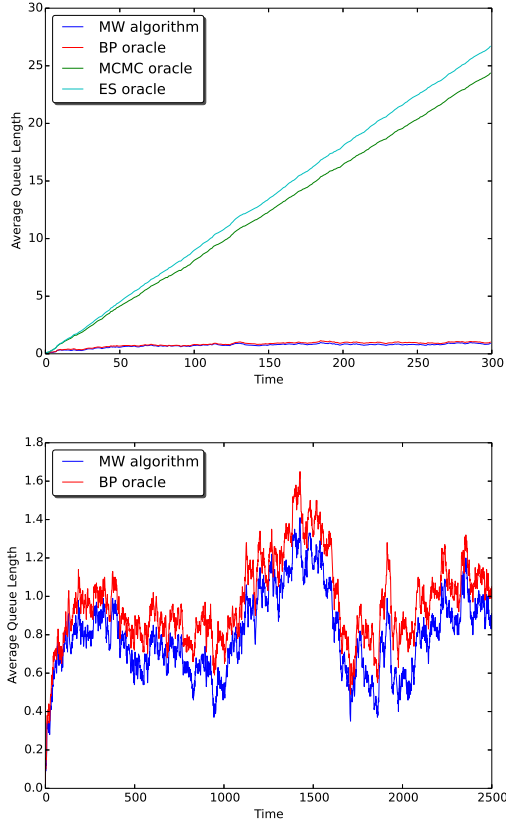 30
25
20
15
10
5
0
Average Queue Length
MW algorithm
BP oracle
MCMC oracle
ES oracle
0 50 100 150 200 250 300
Time
1.8
1.6
1.4
1.2
1.0
0.8
0.6
0.4
0.2
0.0
Average Queue Length
MW algorithm
BP oracle
0 500 1000 1500 2000 2500
Time